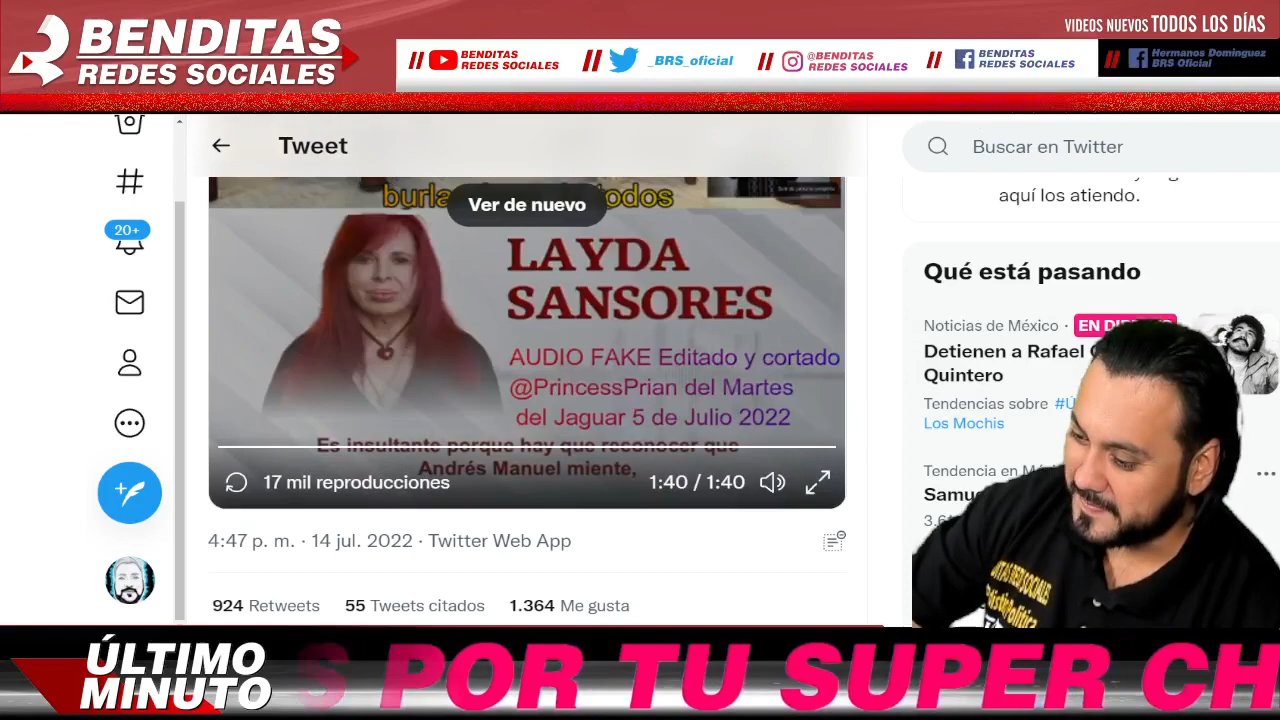 BENDITAS
REDES SOCIALES
VIDEOS NUEVOS TODOS LOS DÍAS
// BENDITAS REDES SOCIALES
// _BRS_oficial
// @BENDITAS REDES SOCIALES
// BENDITAS REDES SOCIALES
// Hermanos Dominguez BRS Oficial
20+
Tweet
Ver de nuevo
LAYDA
SANSORES
AUDIO FAKE Editado y cortado
@PrincessPrian del Martes
del Jaguar 5 de Julio 2022
Es insultante porque hay que reconocer que
Andrés Manuel miente,
17 mil reproducciones
1:40 / 1:40
4:47 p. m. · 14 jul. 2022 · Twitter Web App
924 Retweets 55 Tweets citados 1.364 Me gusta
Buscar en Twitter
aquí los atiendo.
Qué está pasando
Noticias de México ·
Detienen a Rafael
Quintero
Tendencias sobre
Los Mochis
Tendencia en
ÚLTIMO
MINUTO
S POR TU SUPER CH